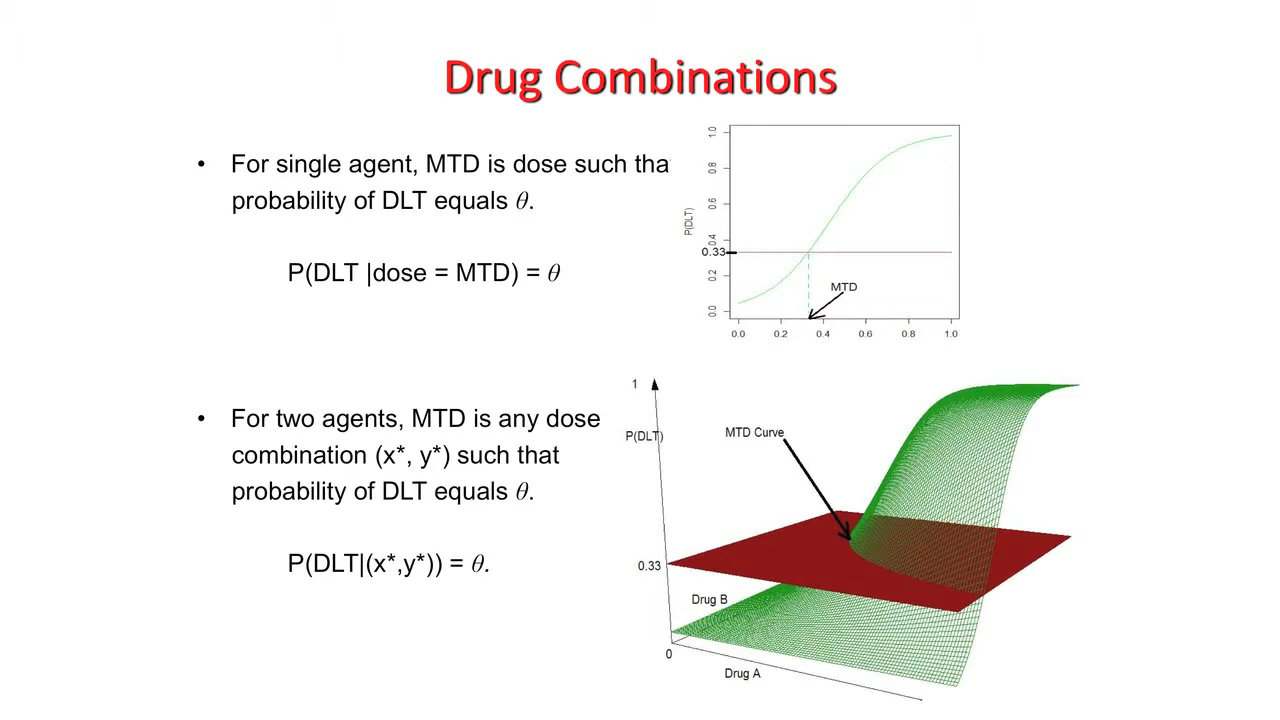 Drug Combinations
• For single agent, MTD is dose such tha
probability of DLT equals θ.
P(DLT |dose = MTD) = θ
1.0
0.8
0.6
0.4
0.33
0.2
0.0
P(DLT)
MTD
0.0 0.2 0.4 0.6 0.8 1.0
• For two agents, MTD is any dose
combination (x*, y*) such that
probability of DLT equals θ.
P(DLT|(x*,y*)) = θ.
1
P(DLT)
MTD Curve
0.33
Drug B
0
Drug A